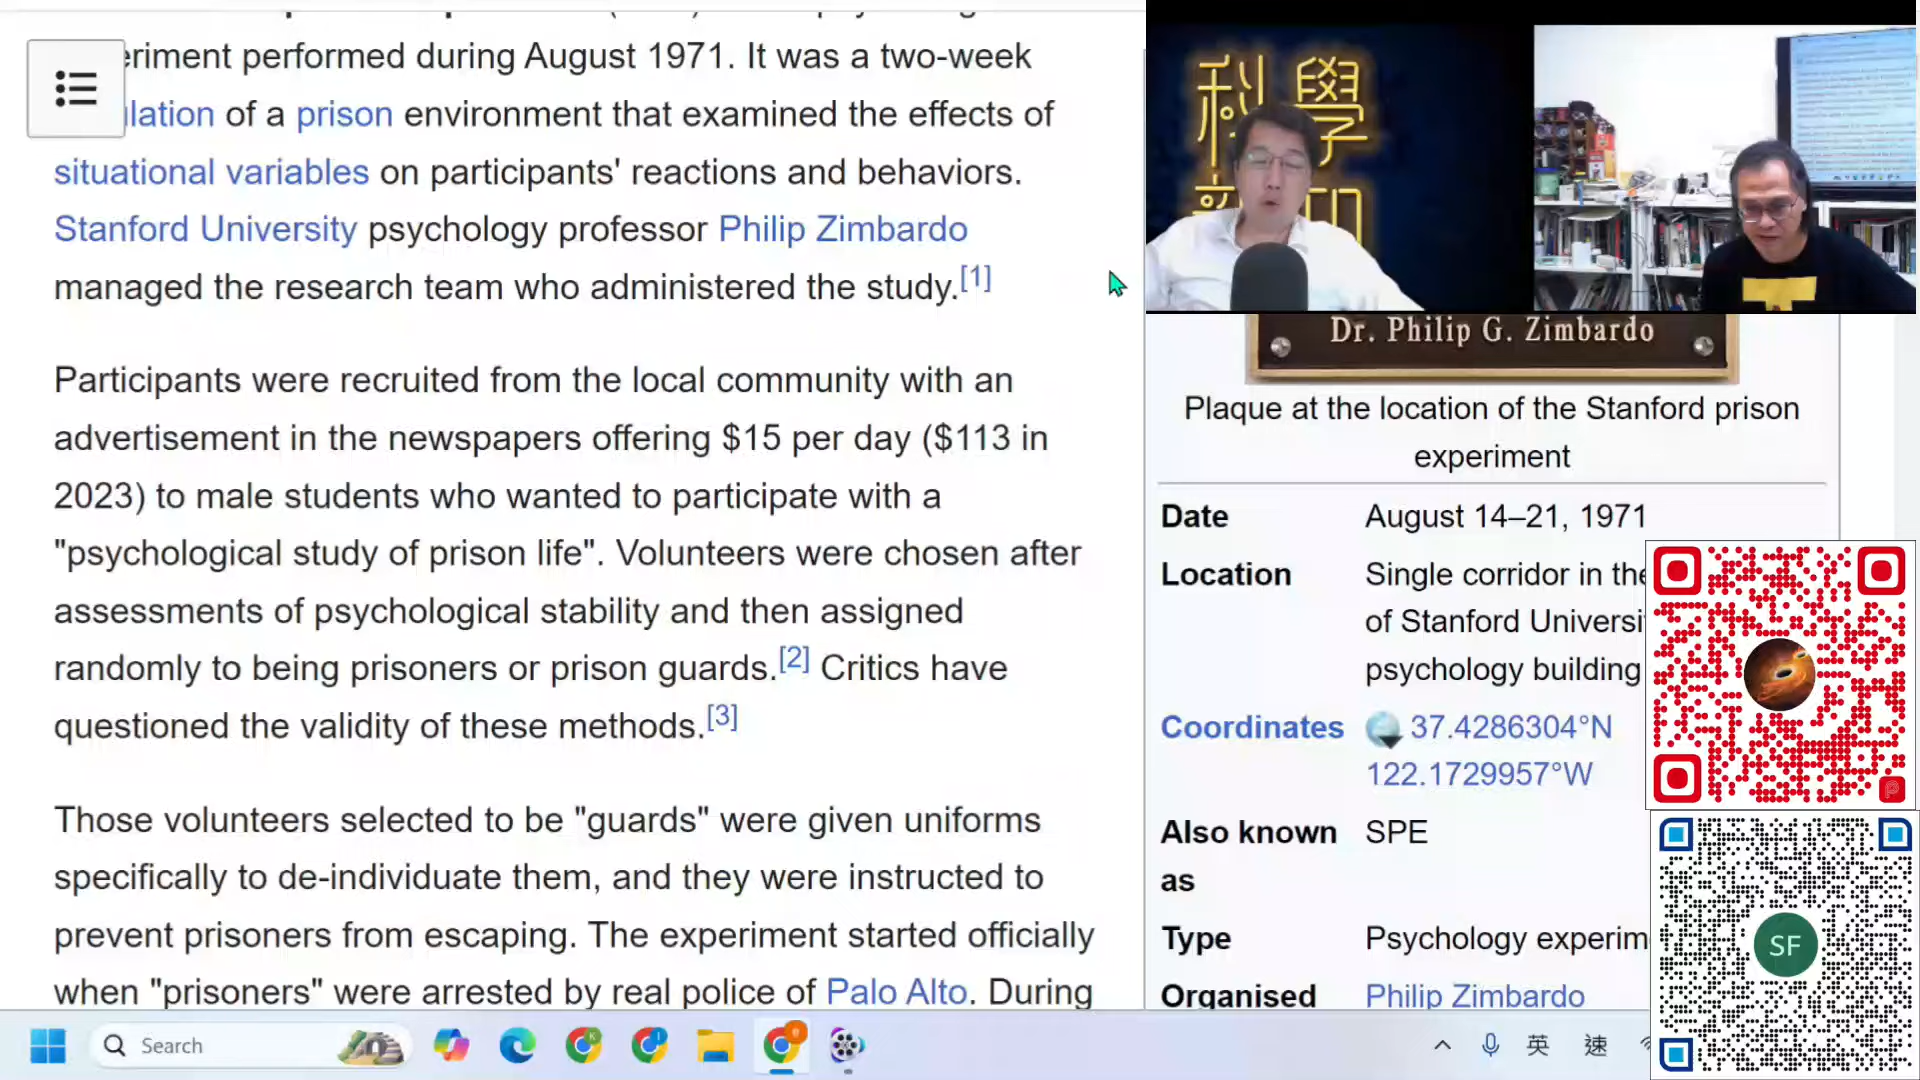 eriment performed during August 1971. It was a two-week
lation of a prison environment that examined the effects of
situational variables on participants' reactions and behaviors.
Stanford University psychology professor Philip Zimbardo
managed the research team who administered the study.[1]
Participants were recruited from the local community with an
advertisement in the newspapers offering $15 per day ($113 in
2023) to male students who wanted to participate with a
"psychological study of prison life". Volunteers were chosen after
assessments of psychological stability and then assigned
randomly to being prisoners or prison guards.[2] Critics have
questioned the validity of these methods.[3]
Those volunteers selected to be "guards" were given uniforms
specifically to de-individuate them, and they were instructed to
prevent prisoners from escaping. The experiment started officially
when "prisoners" were arrested by real police of Palo Alto. During
科學
Dr. Philip G. Zimbardo
Plaque at the location of the Stanford prison
experiment
Date August 14–21, 1971
Location Single corridor in the
of Stanford Universi
psychology building
Coordinates 37.4286304°N
122.1729957°W
Also known SPE
as
Type Psychology experim
Organised Philip Zimbardo
SF
Search
英 速